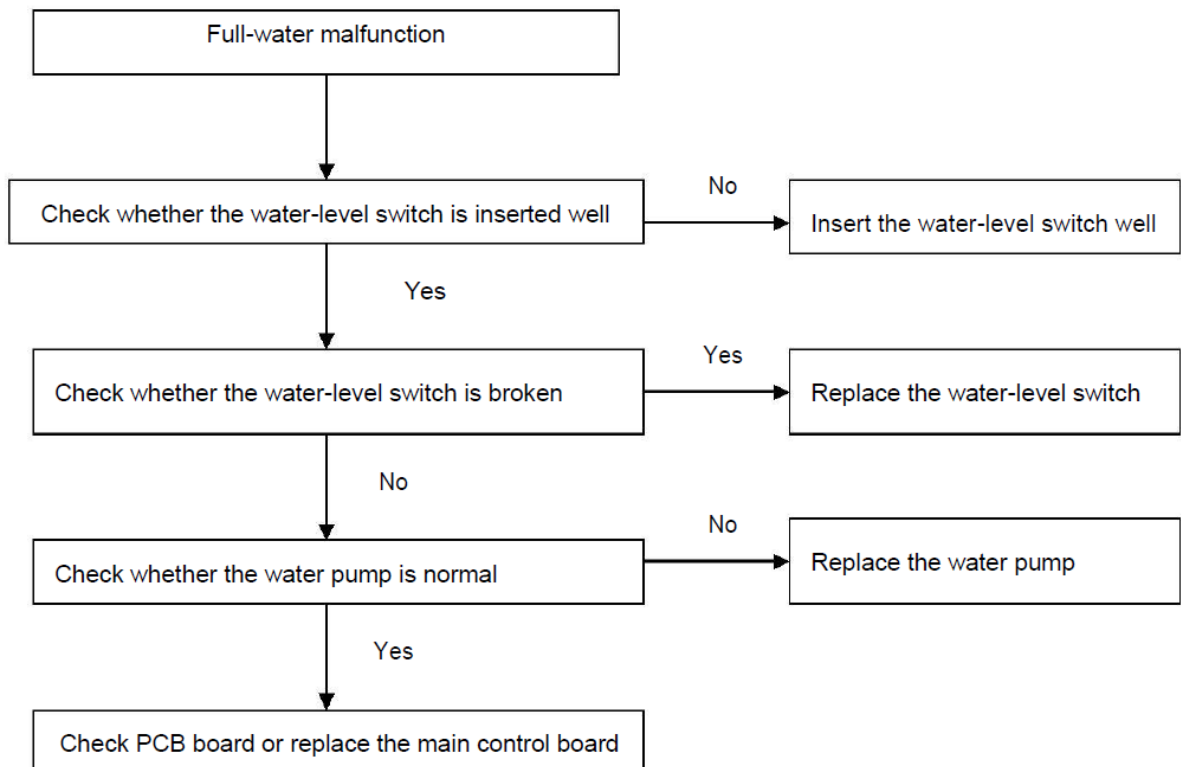 Full-water malfunction
Check whether the water-level switch is inserted well
No
Insert the water-level switch well
Yes
Check whether the water-level switch is broken
Yes
Replace the water-level switch
No
Check whether the water pump is normal
No
Replace the water pump
Yes
Check PCB board or replace the main control board